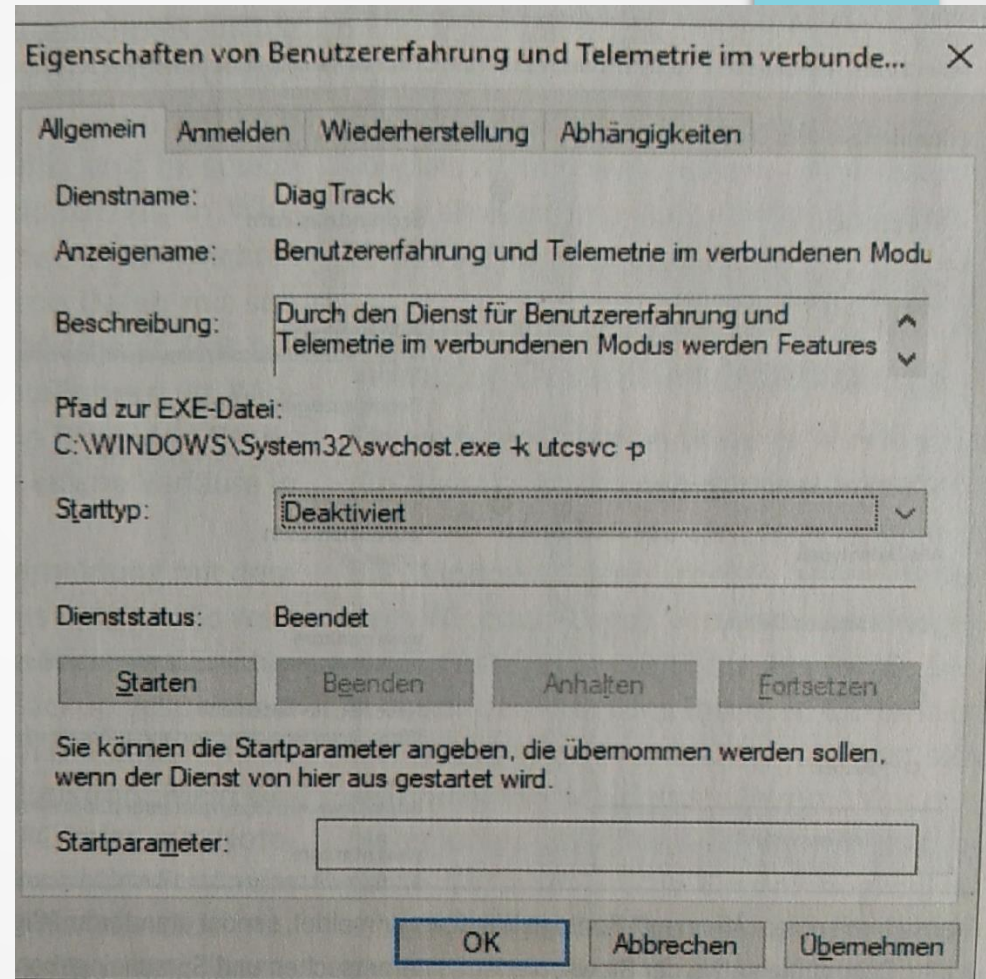 Eigenschaften von Benutzererfahrung und Telemetrie im verbunde...
Allgemein Anmelden Wiederherstellung Abhängigkeiten
Dienstname: DiagTrack
Anzeigename: Benutzererfahrung und Telemetrie im verbundenen Modu
Beschreibung: Durch den Dienst für Benutzererfahrung und
Telemetrie im verbundenen Modus werden Features
Pfad zur EXE-Datei:
C:\WINDOWS\System32\svchost.exe -k utcsvc -p
Starttyp: Deaktiviert
Dienststatus: Beendet
Starten Beenden Anhalten Fortsetzen
Sie können die Startparameter angeben, die übernommen werden sollen,
wenn der Dienst von hier aus gestartet wird.
Startparameter:
OK Abbrechen Übernehmen